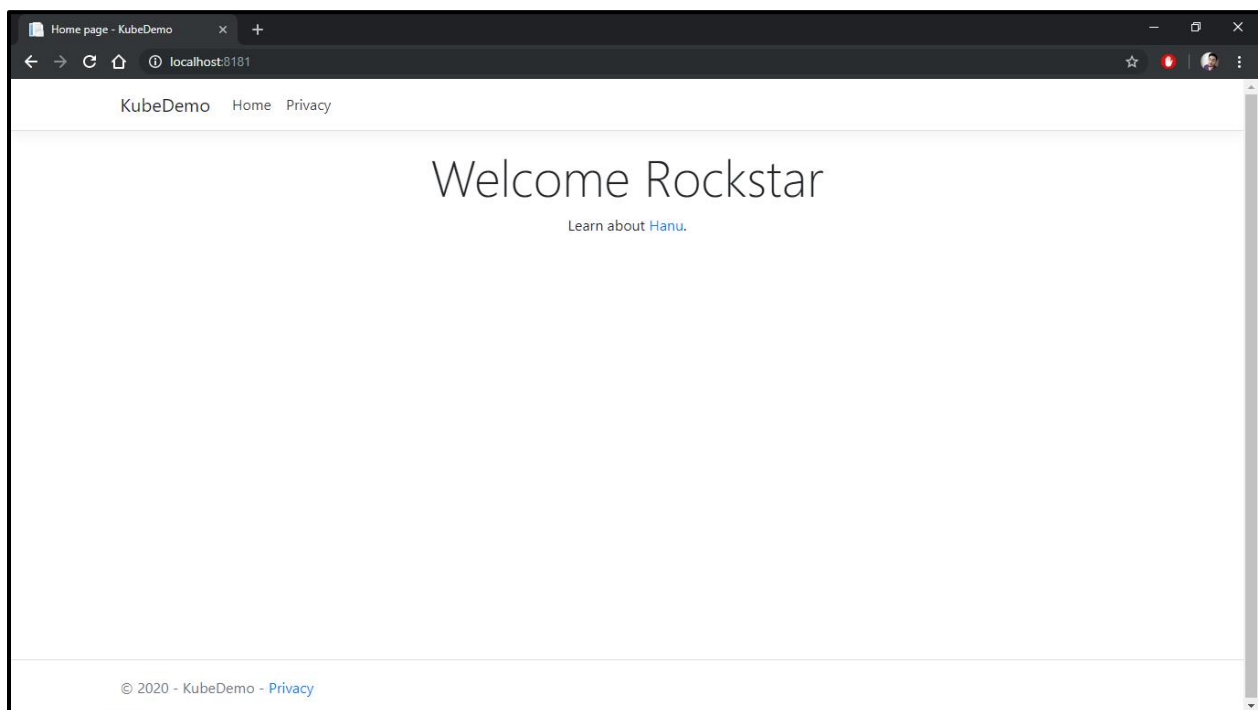 Home page - KubeDemo
localhost:8181
KubeDemo Home Privacy
Welcome Rockstar
Learn about Hanu.
© 2020 - KubeDemo - Privacy